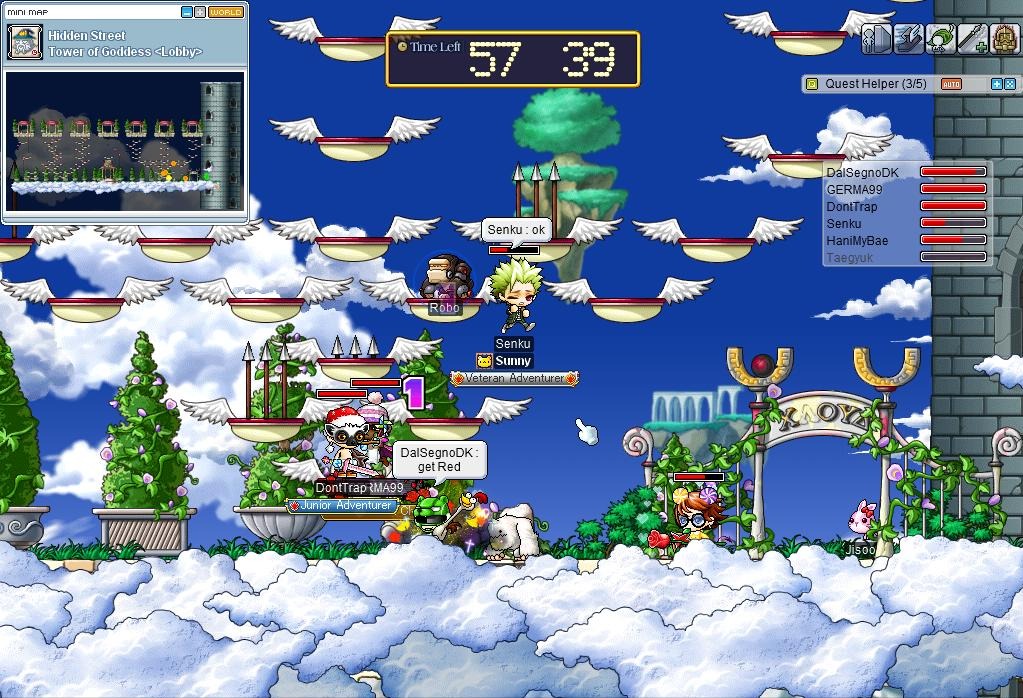 MINI MAP
WORLD
Hidden Street
Tower of Goddess <Lobby>
Time Left 57 39
Quest Helper (3/5) AUTO
DalSegnoDK
GERMA99
DontTrap
Senku
HaniMyBae
Taegyuk
Senku : ok
Robo
Senku
Sunny
Veteran Adventurer
1
DalSegnoDK :
get Red
DontTrap RMA99
Junior Adventurer
Jisoo